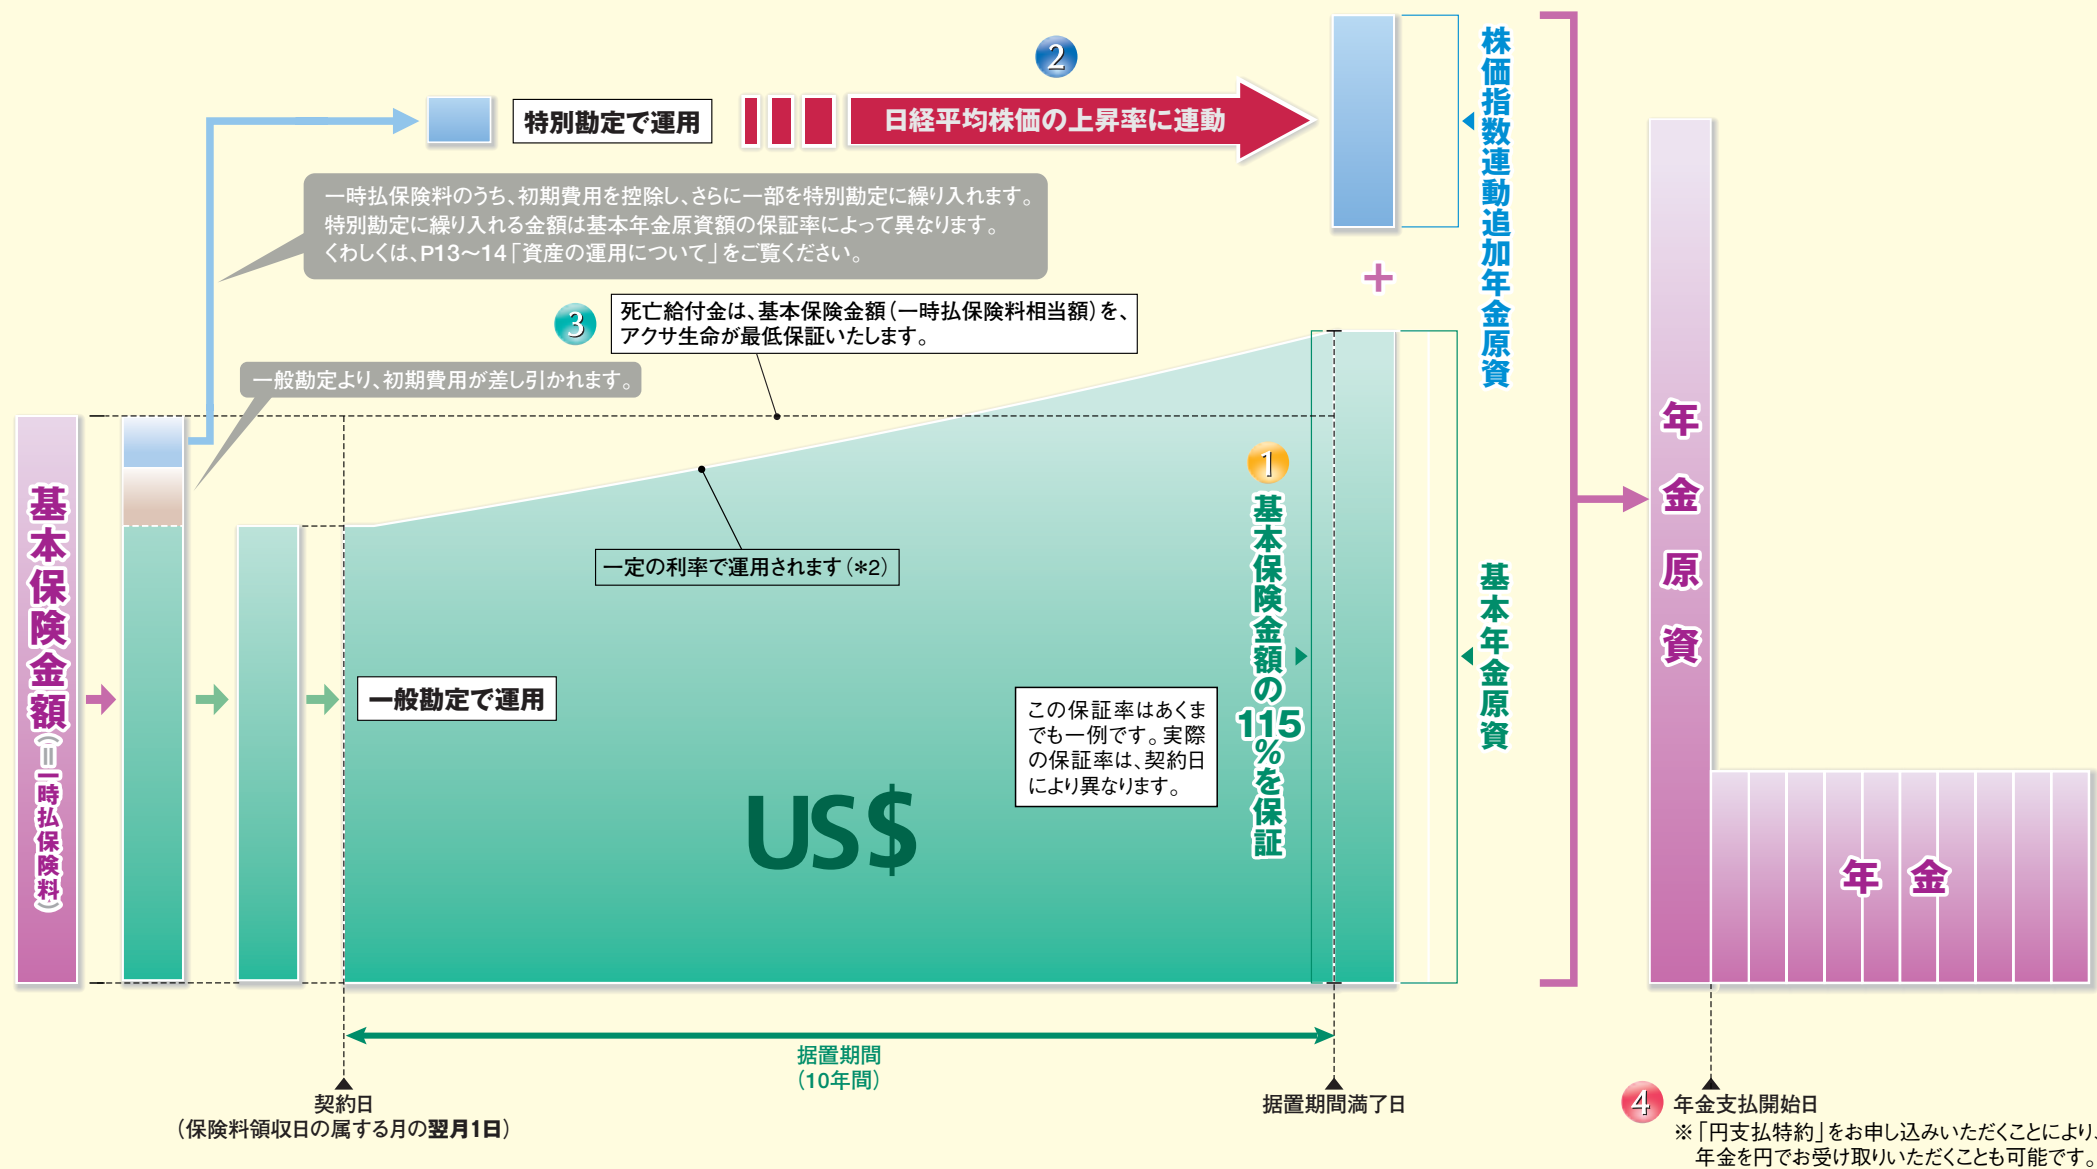 ②
特別勘定で運用
日経平均株価の上昇率に連動
株価指数連動追加年金原資
一時払保険料のうち、初期費用を控除し、さらに一部を特別勘定に繰り入れます。
特別勘定に繰り入れる金額は基本年金原資額の保証率によって異なります。
くわしくは、P13〜14「資産の運用について」をご覧ください。
+
③
死亡給付金は、基本保険金額(一時払保険料相当額)を、
アクサ生命が最低保証いたします。
一般勘定より、初期費用が差し引かれます。
基本保険金額(=一時払保険料)
一定の利率で運用されます(*2)
①
基本保険金額の115%を保証
基本年金原資
年金原資
一般勘定で運用
この保証率はあくま
でも一例です。実際
の保証率は、契約日
により異なります。
US$
年金
据置期間
(10年間)
契約日
(保険料領収日の属する月の翌月1日)
据置期間満了日
④
年金支払開始日
※「円支払特約」をお申し込みいただくことにより、
年金を円でお受け取りいただくことも可能です。